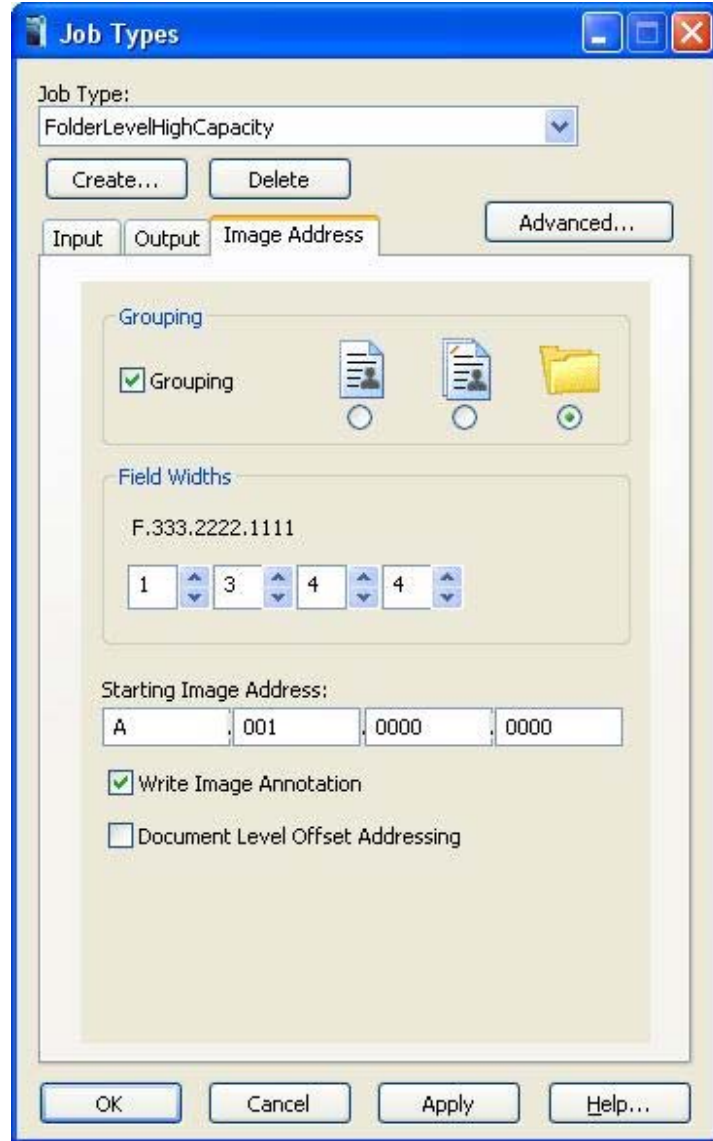 Job Types
Job Type:
FolderLevelHighCapacity
Create... Delete
Advanced...
Input Output Image Address
Grouping
Grouping
Field Widths
F.333.2222.1111
1 3 4 4
Starting Image Address:
A . 001 . 0000 . 0000
Write Image Annotation
Document Level Offset Addressing
OK Cancel Apply Help...